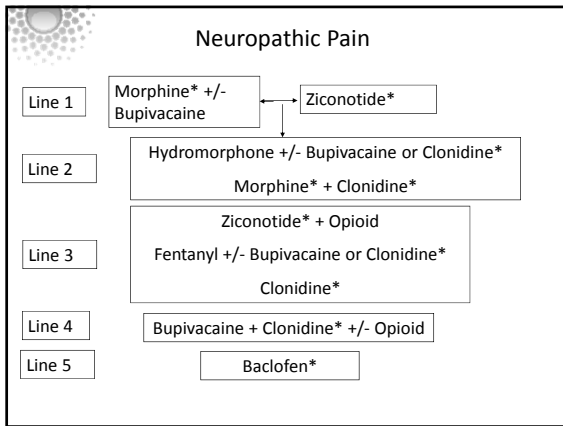 Neuropathic Pain
Line 1
Morphine* +/-
Bupivacaine
Ziconotide*
Line 2
Hydromorphone +/- Bupivacaine or Clonidine*
Morphine* + Clonidine*
Line 3
Ziconotide* + Opioid
Fentanyl +/- Bupivacaine or Clonidine*
Clonidine*
Line 4
Bupivacaine + Clonidine* +/- Opioid
Line 5
Baclofen*